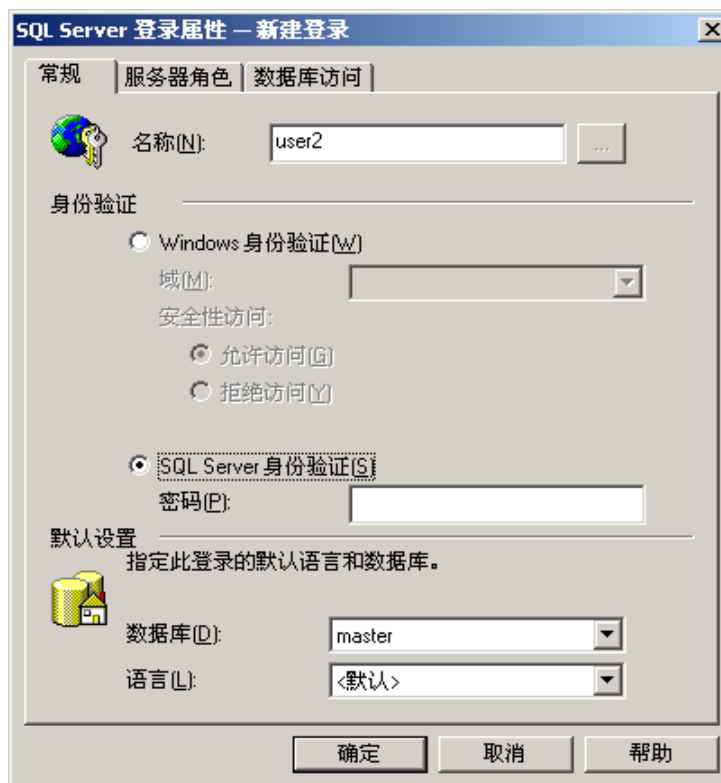 SQL Server 登录属性 — 新建登录
常规 服务器角色 数据库访问
名称(N): user2 ...
身份验证
Windows 身份验证(W)
域(M):
安全性访问:
允许访问(G)
拒绝访问(Y)
SQL Server 身份验证(S)
密码(P):
默认设置
指定此登录的默认语言和数据库。
数据库(D): master
语言(L): <默认>
确定 取消 帮助